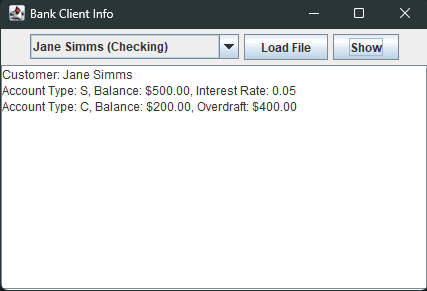 Bank Client Info
Jane Simms (Checking)
Load File
Show
Customer: Jane Simms
Account Type: S, Balance: $500.00, Interest Rate: 0.05
Account Type: C, Balance: $200.00, Overdraft: $400.00